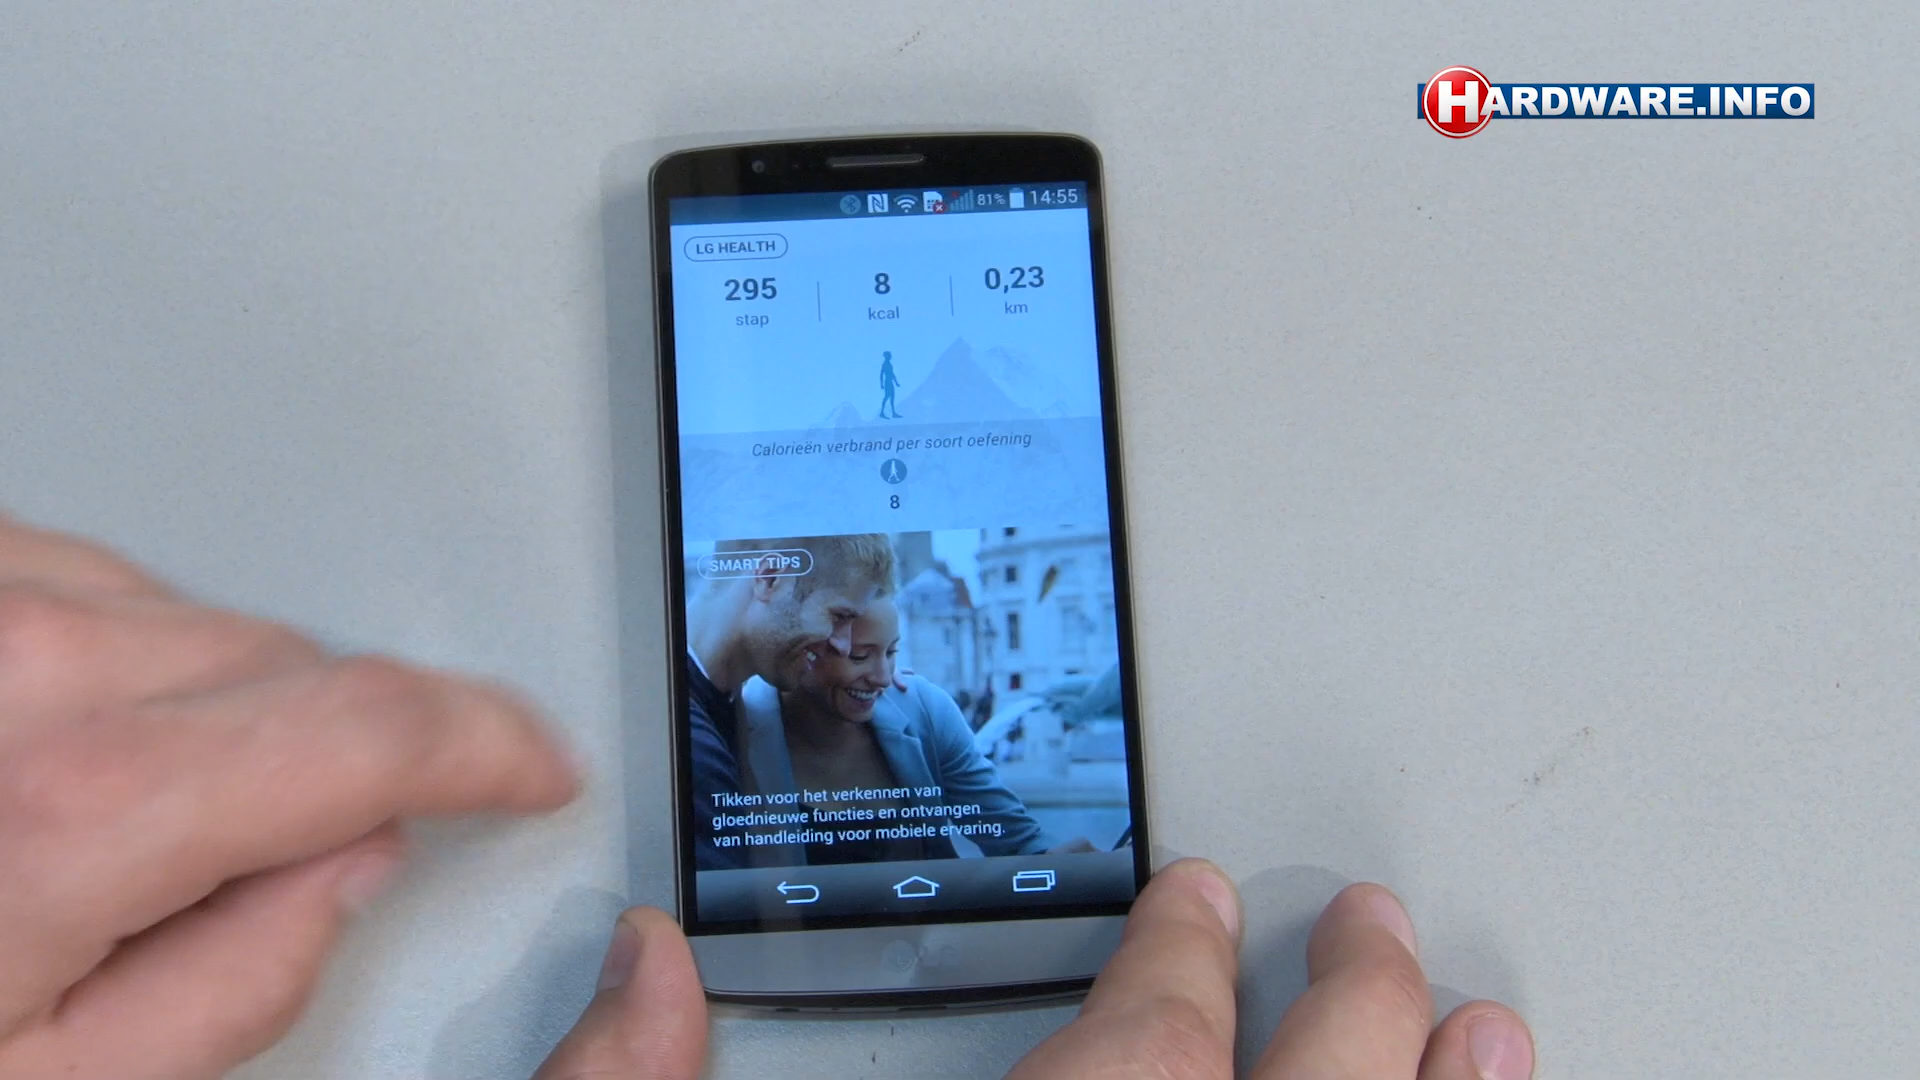 HARDWARE.INFO
81% 14:55
LG HEALTH
295 8 0,23
stap kcal km
Calorieën verbrand per soort oefening
8
SMART TIPS
Tikken voor het verkennen van
gloednieuwe functies en ontvangen
van handleiding voor mobiele ervaring.
LG